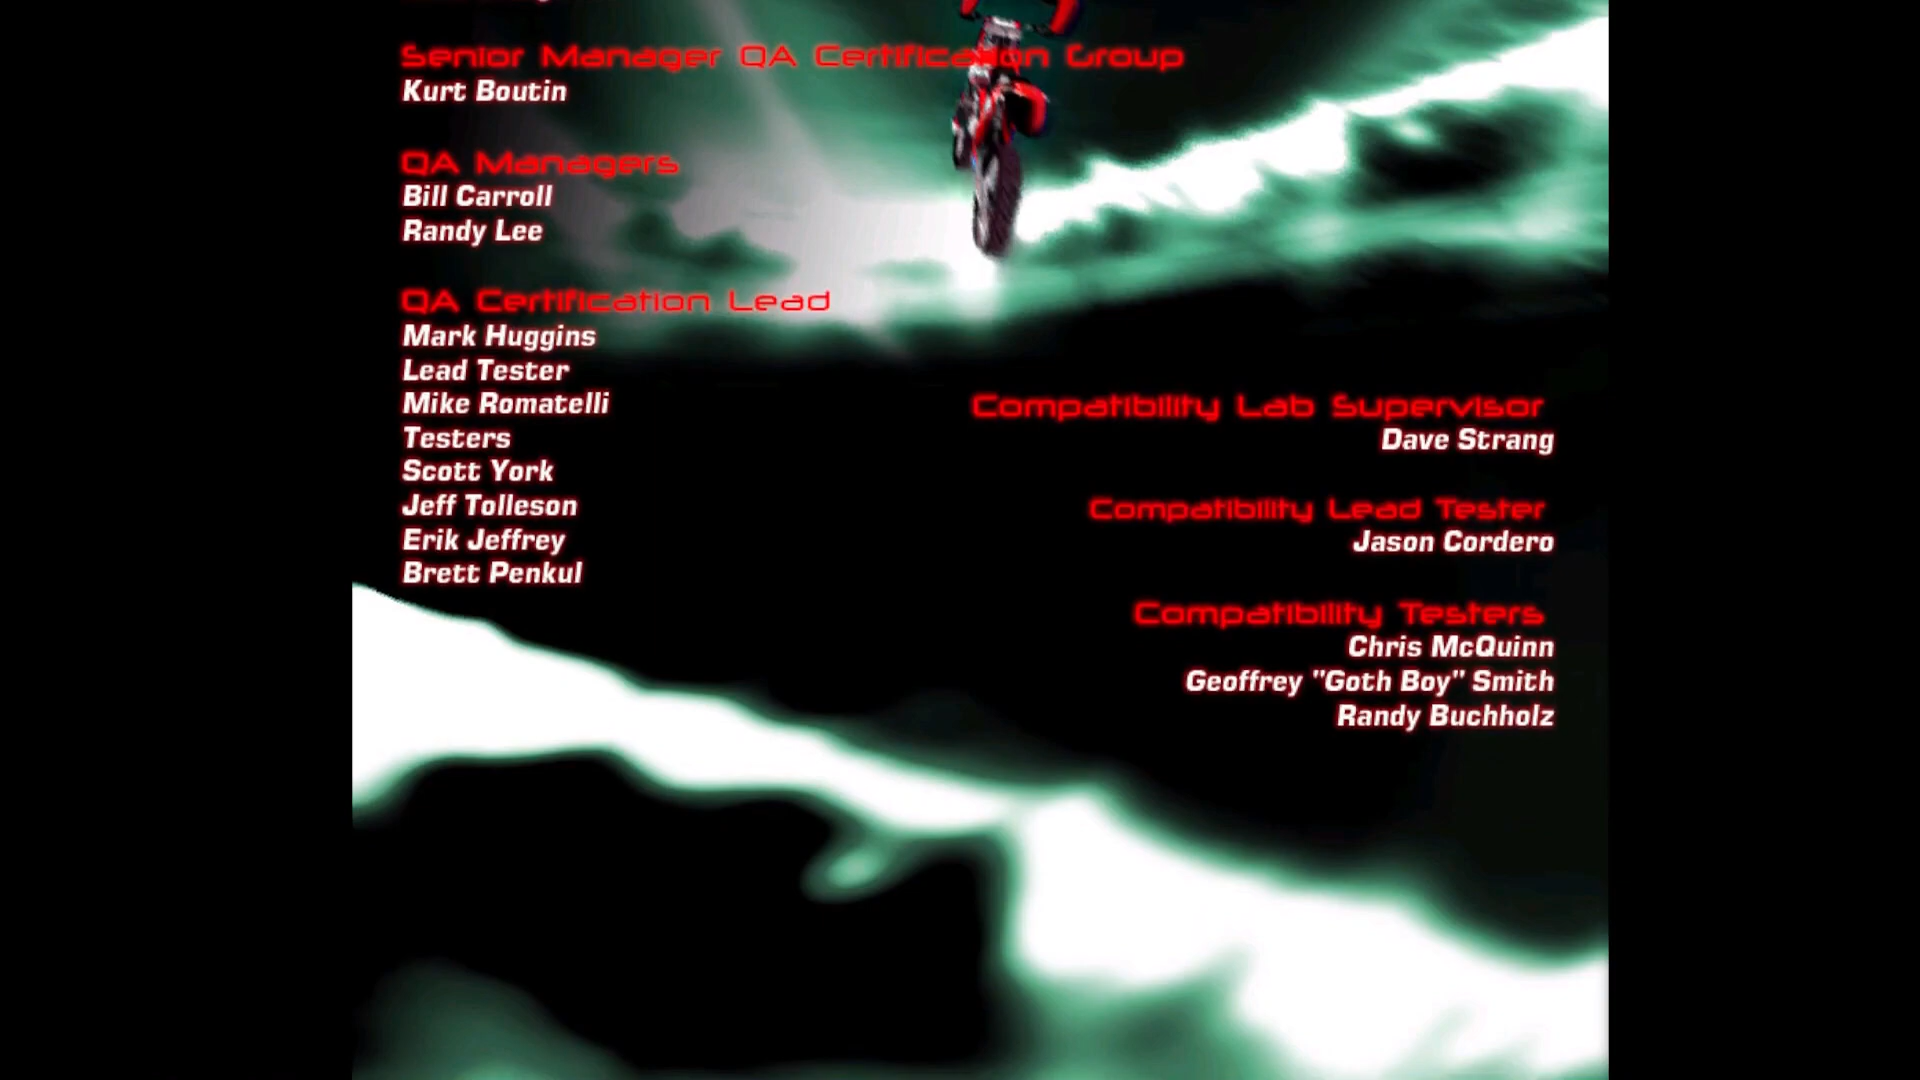 Senior Manager QA Certification Group
Kurt Boutin
QA Managers
Bill Carroll
Randy Lee
QA Certification Lead
Mark Huggins
Lead Tester
Mike Romatelli
Testers
Scott York
Jeff Tolleson
Erik Jeffrey
Brett Penkul
Compatibility Lab Supervisor
Dave Strang
Compatibility Lead Tester
Jason Cordero
Compatibility Testers
Chris McQuinn
Geoffrey "Goth Boy" Smith
Randy Buchholz